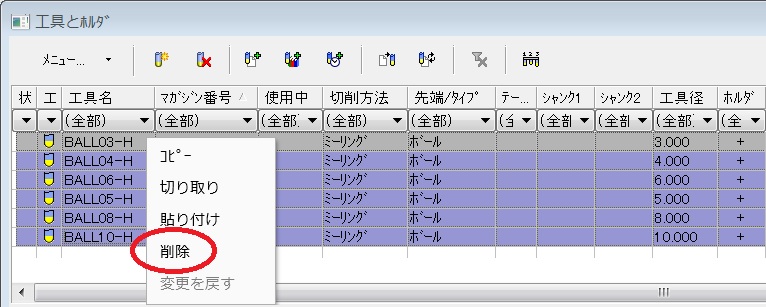 工具とﾎﾙﾀﾞ
ﾒﾆｭｰ...
1 2 3
状 工 工具名 ﾏｶﾞｼﾞﾝ番号 使用中 切削方法 先端ﾉﾀｲﾌﾟ テー... ｼｬﾝｸ1 ｼｬﾝｸ2 工具径 ﾎﾙﾀﾞ
(全部) (全部) (全部) (全部) (全部) (全 (全部) (全部) (全部) (全
BALL03-H ﾐｰﾘﾝｸﾞ ﾎﾞｰﾙ 3.000 +
BALL04-H ﾐｰﾘﾝｸﾞ ﾎﾞｰﾙ 4.000 +
BALL06-H ﾐｰﾘﾝｸﾞ ﾎﾞｰﾙ 6.000 +
BALL05-H ﾐｰﾘﾝｸﾞ ﾎﾞｰﾙ 5.000 +
BALL08-H ﾐｰﾘﾝｸﾞ ﾎﾞｰﾙ 8.000 +
BALL10-H ﾐｰﾘﾝｸﾞ ﾎﾞｰﾙ 10.000 +
ｺﾋﾟｰ
切り取り
貼り付け
削除
変更を戻す